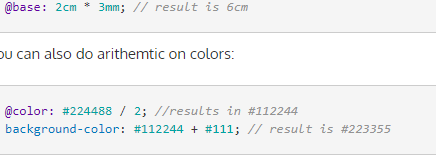 @base: 2cm * 3mm; // result is 6cm
ou can also do arithemtic on colors:
@color: #224488 / 2; //results in #112244
background-color: #112244 + #111; // result is #223355